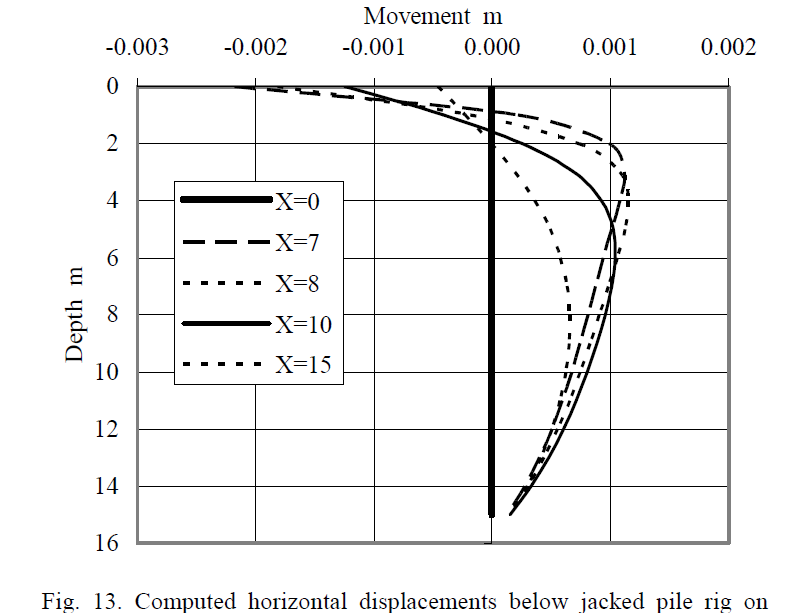 Movement m
-0.003 -0.002 -0.001 0.000 0.001 0.002
0
2
4
6
8
10
12
14
16
Depth m
X=0
X=7
X=8
X=10
X=15
Fig. 13. Computed horizontal displacements below jacked pile rig on